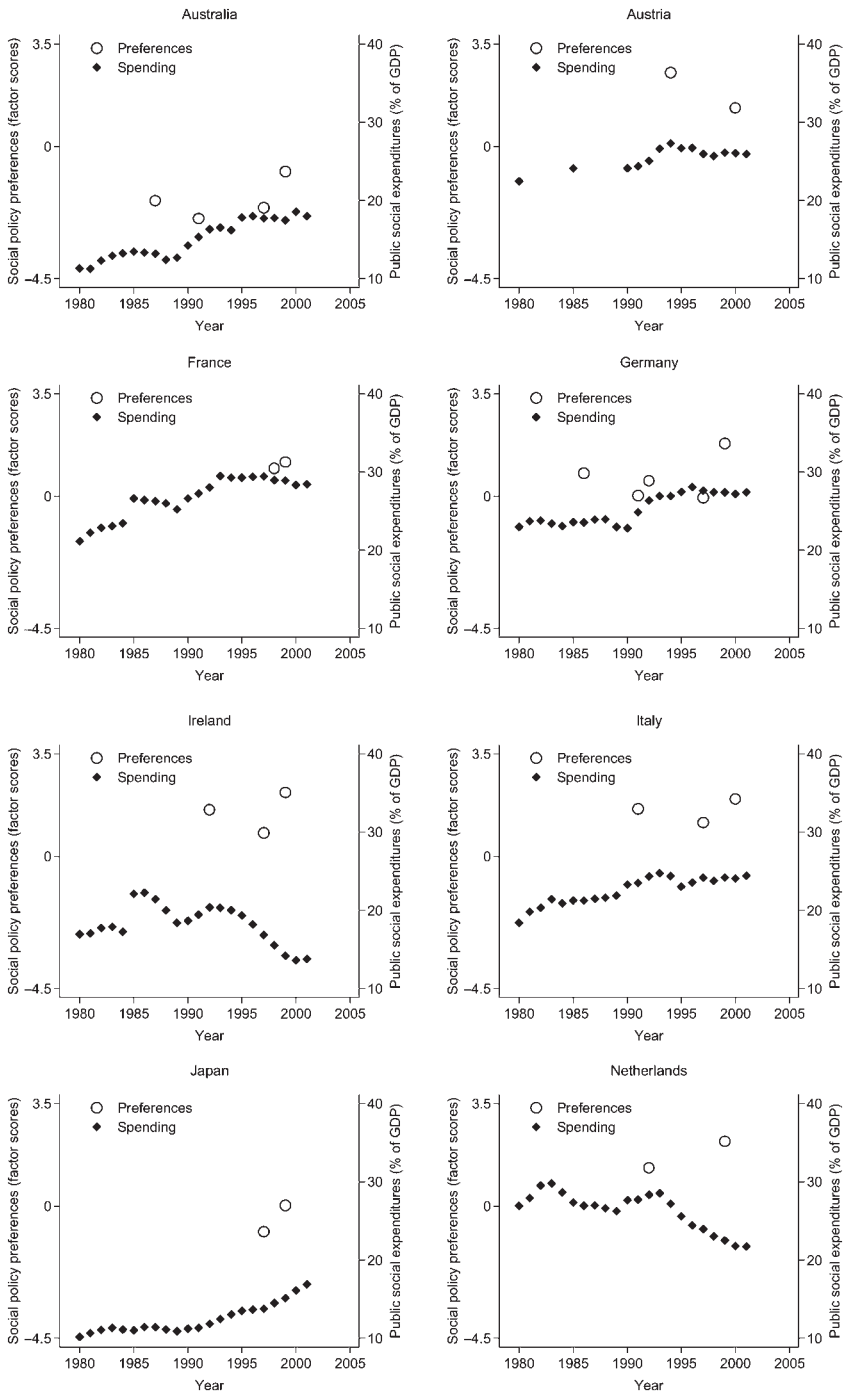 Australia
Social policy preferences (factor scores)
3.5
0
−4.5
Preferences
Spending
40
30
20
10
Public social expenditures (% of GDP)
1980 1985 1990 1995 2000 2005
Year
Austria
Social policy preferences (factor scores)
3.5
0
−4.5
Preferences
Spending
40
30
20
10
Public social expenditures (% of GDP)
1980 1985 1990 1995 2000 2005
Year
France
Social policy preferences (factor scores)
3.5
0
−4.5
Preferences
Spending
40
30
20
10
Public social expenditures (% of GDP)
1980 1985 1990 1995 2000 2005
Year
Germany
Social policy preferences (factor scores)
3.5
0
−4.5
Preferences
Spending
40
30
20
10
Public social expenditures (% of GDP)
1980 1985 1990 1995 2000 2005
Year
Ireland
Social policy preferences (factor scores)
3.5
0
−4.5
Preferences
Spending
40
30
20
10
Public social expenditures (% of GDP)
1980 1985 1990 1995 2000 2005
Year
Italy
Social policy preferences (factor scores)
3.5
0
−4.5
Preferences
Spending
40
30
20
10
Public social expenditures (% of GDP)
1980 1985 1990 1995 2000 2005
Year
Japan
Social policy preferences (factor scores)
3.5
0
−4.5
Preferences
Spending
40
30
20
10
Public social expenditures (% of GDP)
1980 1985 1990 1995 2000 2005
Year
Netherlands
Social policy preferences (factor scores)
3.5
0
−4.5
Preferences
Spending
40
30
20
10
Public social expenditures (% of GDP)
1980 1985 1990 1995 2000 2005
Year